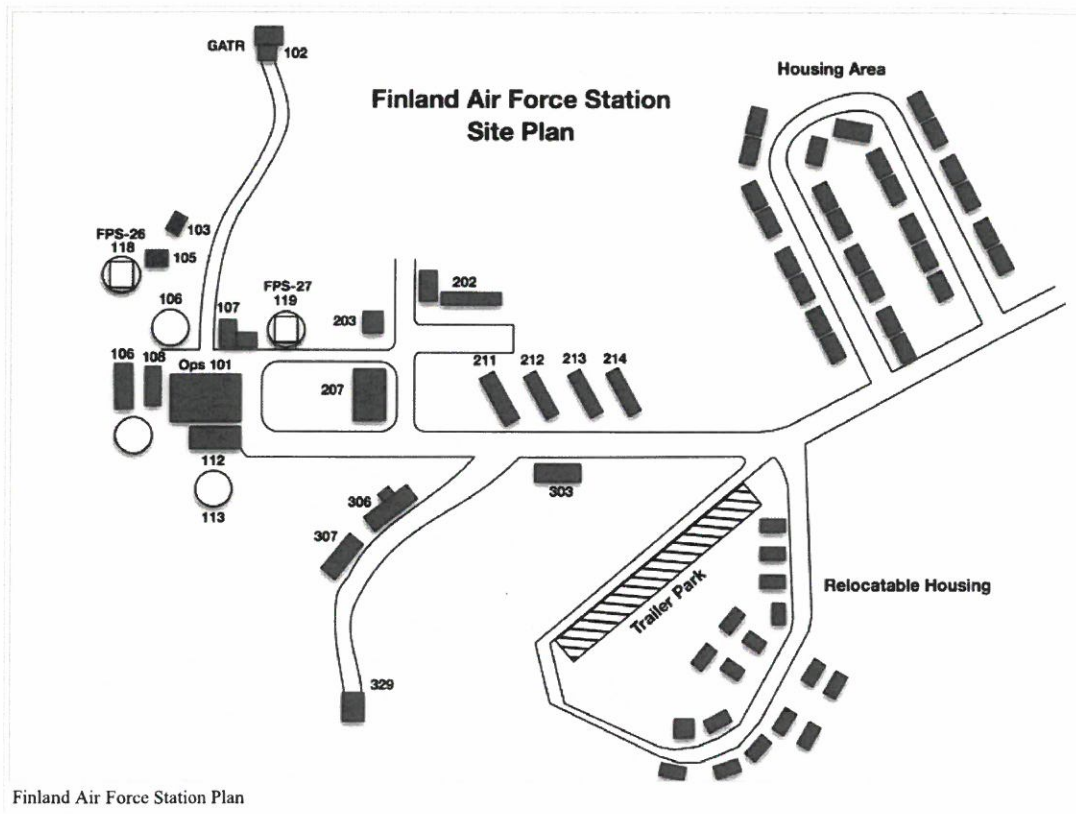 GATR
102
Finland Air Force Station
Site Plan
Housing Area
103
FPS-26
118
105
106
107
FPS-27
119
202
203
106
108
Ops 101
207
211
212
213
214
112
113
306
303
307
Trailer Park
Relocatable Housing
329
Finland Air Force Station Plan